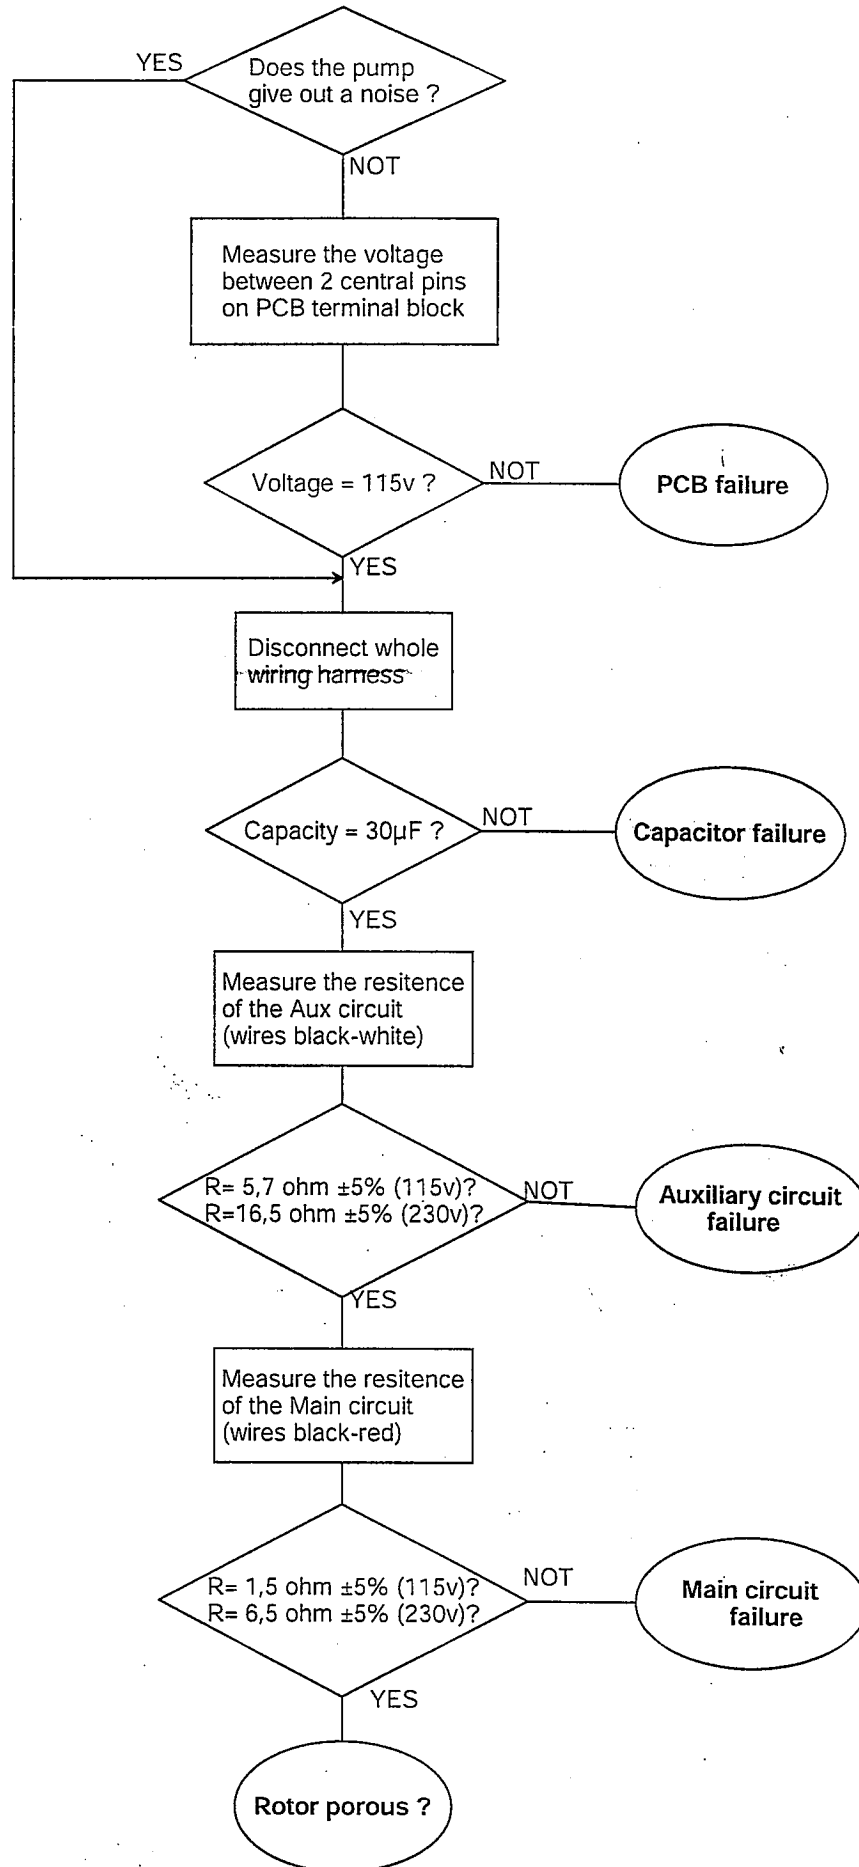 YES
Does the pump
give out a noise ?
NOT
Measure the voltage
between 2 central pins
on PCB terminal block
Voltage = 115v ?
NOT
PCB failure
YES
Disconnect whole
wiring harness
Capacity = 30µF ?
NOT
Capacitor failure
YES
Measure the resitence
of the Aux circuit
(wires black-white)
R= 5,7 ohm ±5% (115v)?
R=16,5 ohm ±5% (230v)?
NOT
Auxiliary circuit
failure
YES
Measure the resitence
of the Main circuit
(wires black-red)
R= 1,5 ohm ±5% (115v)?
R= 6,5 ohm ±5% (230v)?
NOT
Main circuit
failure
YES
Rotor porous ?